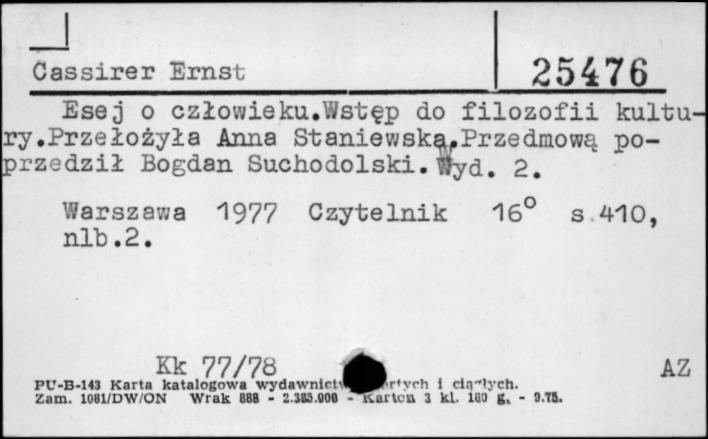 Cassirer Ernst 25476
Esej o człowieku.Wstęp do filozofii kultu-
ry.Przełożyła Anna Staniewska.Przedmową po-
przedził Bogdan Suchodolski.Wyd. 2.
Warszawa 1977 Czytelnik 16° s.410,
nlb.2.
Kk 77/78 AZ
PU-B-143 Karta katalogowa i ciągłych.
Zam. 1081/DW/ON Wrak 888 - 2.385.000 - Karton 3 kl. 180 g. - 9.75.